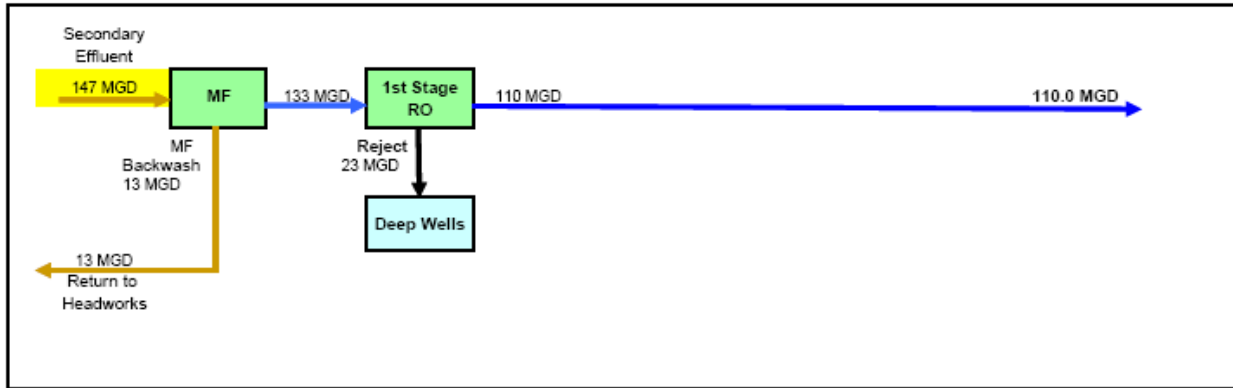 Secondary
Effluent
147 MGD
MF
133 MGD
1st Stage
RO
110 MGD
110.0 MGD
MF
Backwash
13 MGD
Reject
23 MGD
Deep Wells
13 MGD
Return to
Headworks